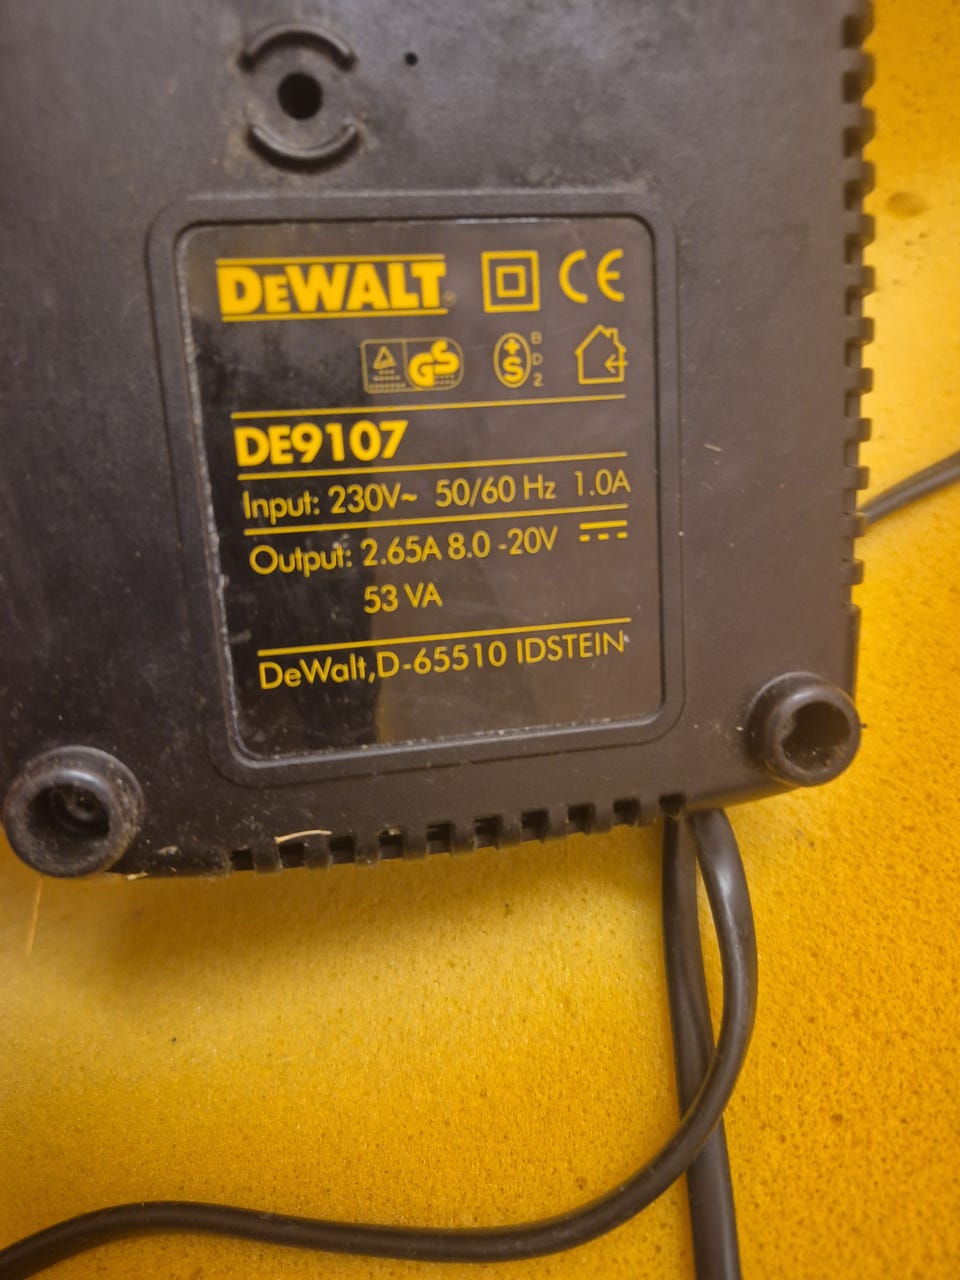 DEWALT
CE
GS
+S B D 2
DE9107
Input: 230V~ 50/60 Hz 1.0A
Output: 2.65A 8.0 -20V
53 VA
DeWalt,D-65510 IDSTEIN